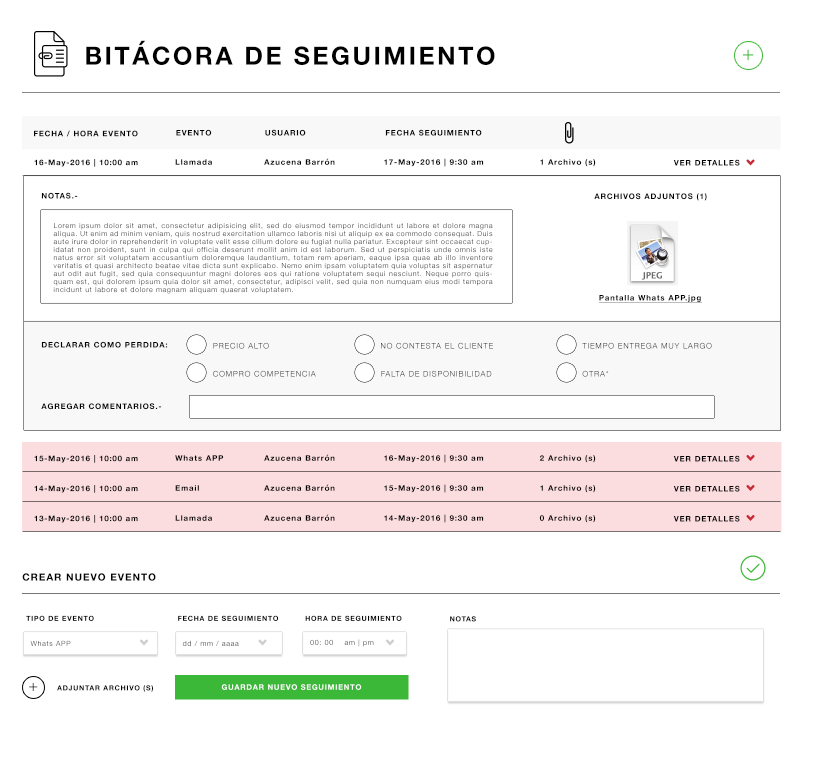 BITÁCORA DE SEGUIMIENTO
FECHA / HORA EVENTO EVENTO USUARIO FECHA SEGUIMIENTO
16-May-2016 | 10:00 am Llamada Azucena Barrón 17-May-2016 | 9:30 am 1 Archivo (s) VER DETALLES
NOTAS.- ARCHIVOS ADJUNTOS (1)
Lorem ipsum dolor sit amet, consectetur adipisicing elit, sed do eiusmod tempor incididunt ut labore et dolore magna
aliqua. Ut enim ad minim veniam, quis nostrud exercitation ullamco laboris nisi ut aliquip ex ea commodo consequat. Duis
aute irure dolor in reprehenderit in voluptate velit esse cillum dolore eu fugiat nulla pariatur. Excepteur sint occaecat cup-
idatat non proident, sunt in culpa qui officia deserunt mollit anim id est laborum. Sed ut perspiciatis unde omnis iste
natus error sit voluptatem accusantium doloremque laudantium, totam rem aperiam, eaque ipsa quae ab illo inventore
veritatis et quasi architecto beatae vitae dicta sunt explicabo. Nemo enim ipsam voluptatem quia voluptas sit aspernatur
aut odit aut fugit, sed quia consequuntur magni dolores eos qui ratione voluptatem sequi nesciunt. Neque porro quis-
quam est, qui dolorem ipsum quia dolor sit amet, consectetur, adipisci velit, sed quia non numquam eius modi tempora
incidunt ut labore et dolore magnam aliquam quaerat voluptatem.
JPEG
Pantalla Whats APP.jpg
DECLARAR COMO PERDIDA: PRECIO ALTO NO CONTESTA EL CLIENTE TIEMPO ENTREGA MUY LARGO
COMPRO COMPETENCIA FALTA DE DISPONIBILIDAD OTRA*
AGREGAR COMENTARIOS.-
15-May-2016 | 10:00 am Whats APP Azucena Barrón 16-May-2016 | 9:30 am 2 Archivo (s) VER DETALLES
14-May-2016 | 10:00 am Email Azucena Barrón 15-May-2016 | 9:30 am 1 Archivo (s) VER DETALLES
13-May-2016 | 10:00 am Llamada Azucena Barrón 14-May-2016 | 9:30 am 0 Archivo (s) VER DETALLES
CREAR NUEVO EVENTO
TIPO DE EVENTO FECHA DE SEGUIMIENTO HORA DE SEGUIMIENTO NOTAS
Whats APP dd / mm / aaaa 00: 00 am | pm
ADJUNTAR ARCHIVO (S) GUARDAR NUEVO SEGUIMIENTO